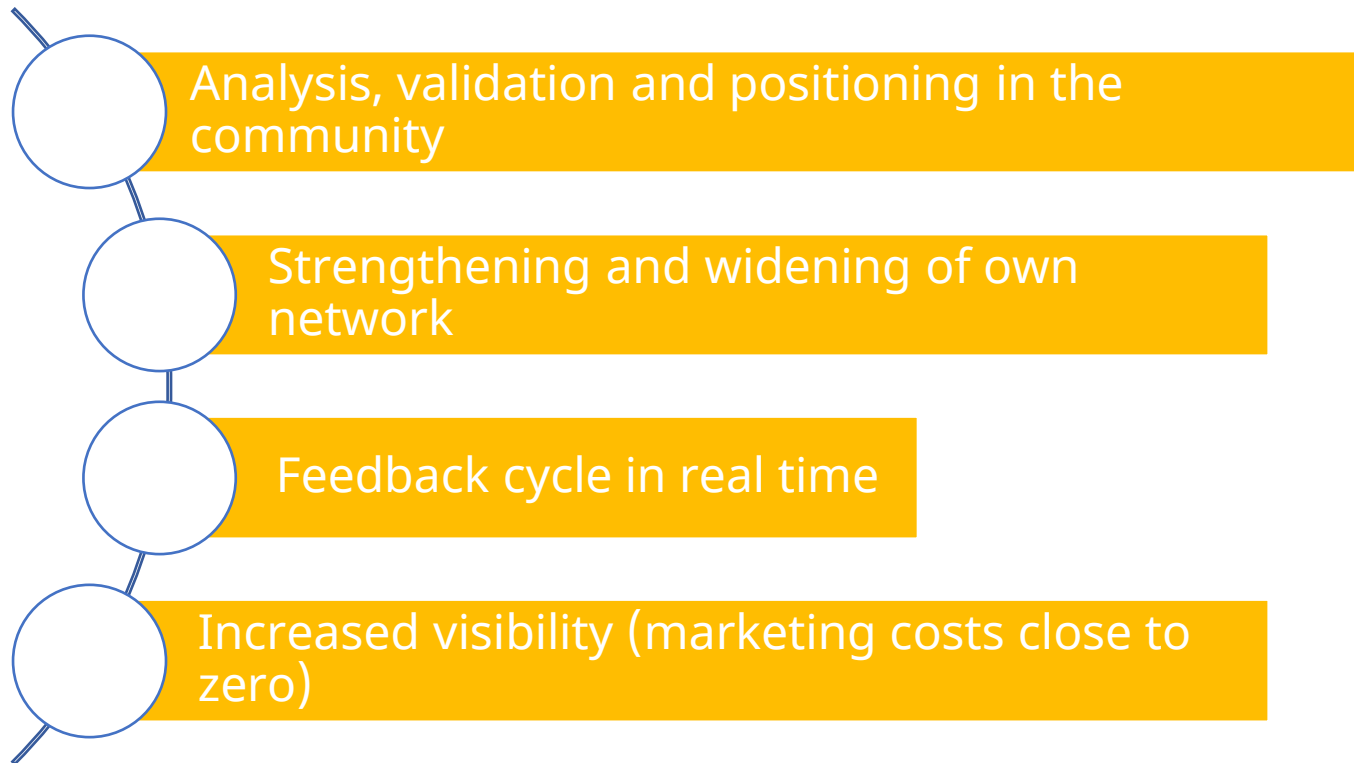 Analysis, validation and positioning in the
community
Strengthening and widening of own
network
Feedback cycle in real time
Increased visibility (marketing costs close to
zero)